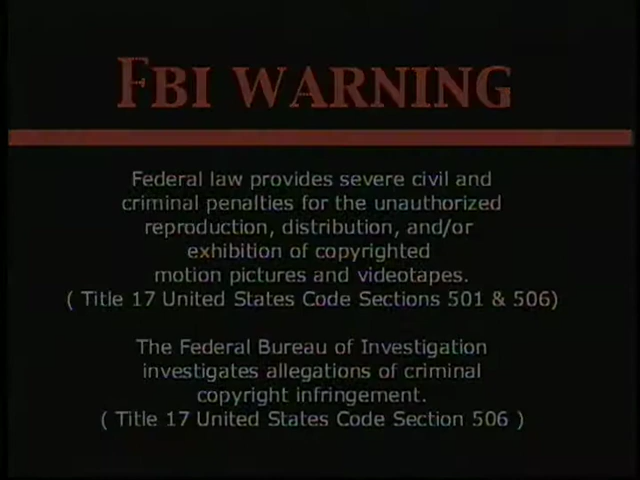 FBI WARNING
Federal law provides severe civil and
criminal penalties for the unauthorized
reproduction, distribution, and/or
exhibition of copyrighted
motion pictures and videotapes.
( Title 17 United States Code Sections 501 & 506)
The Federal Bureau of Investigation
investigates allegations of criminal
copyright infringement.
( Title 17 United States Code Section 506 )